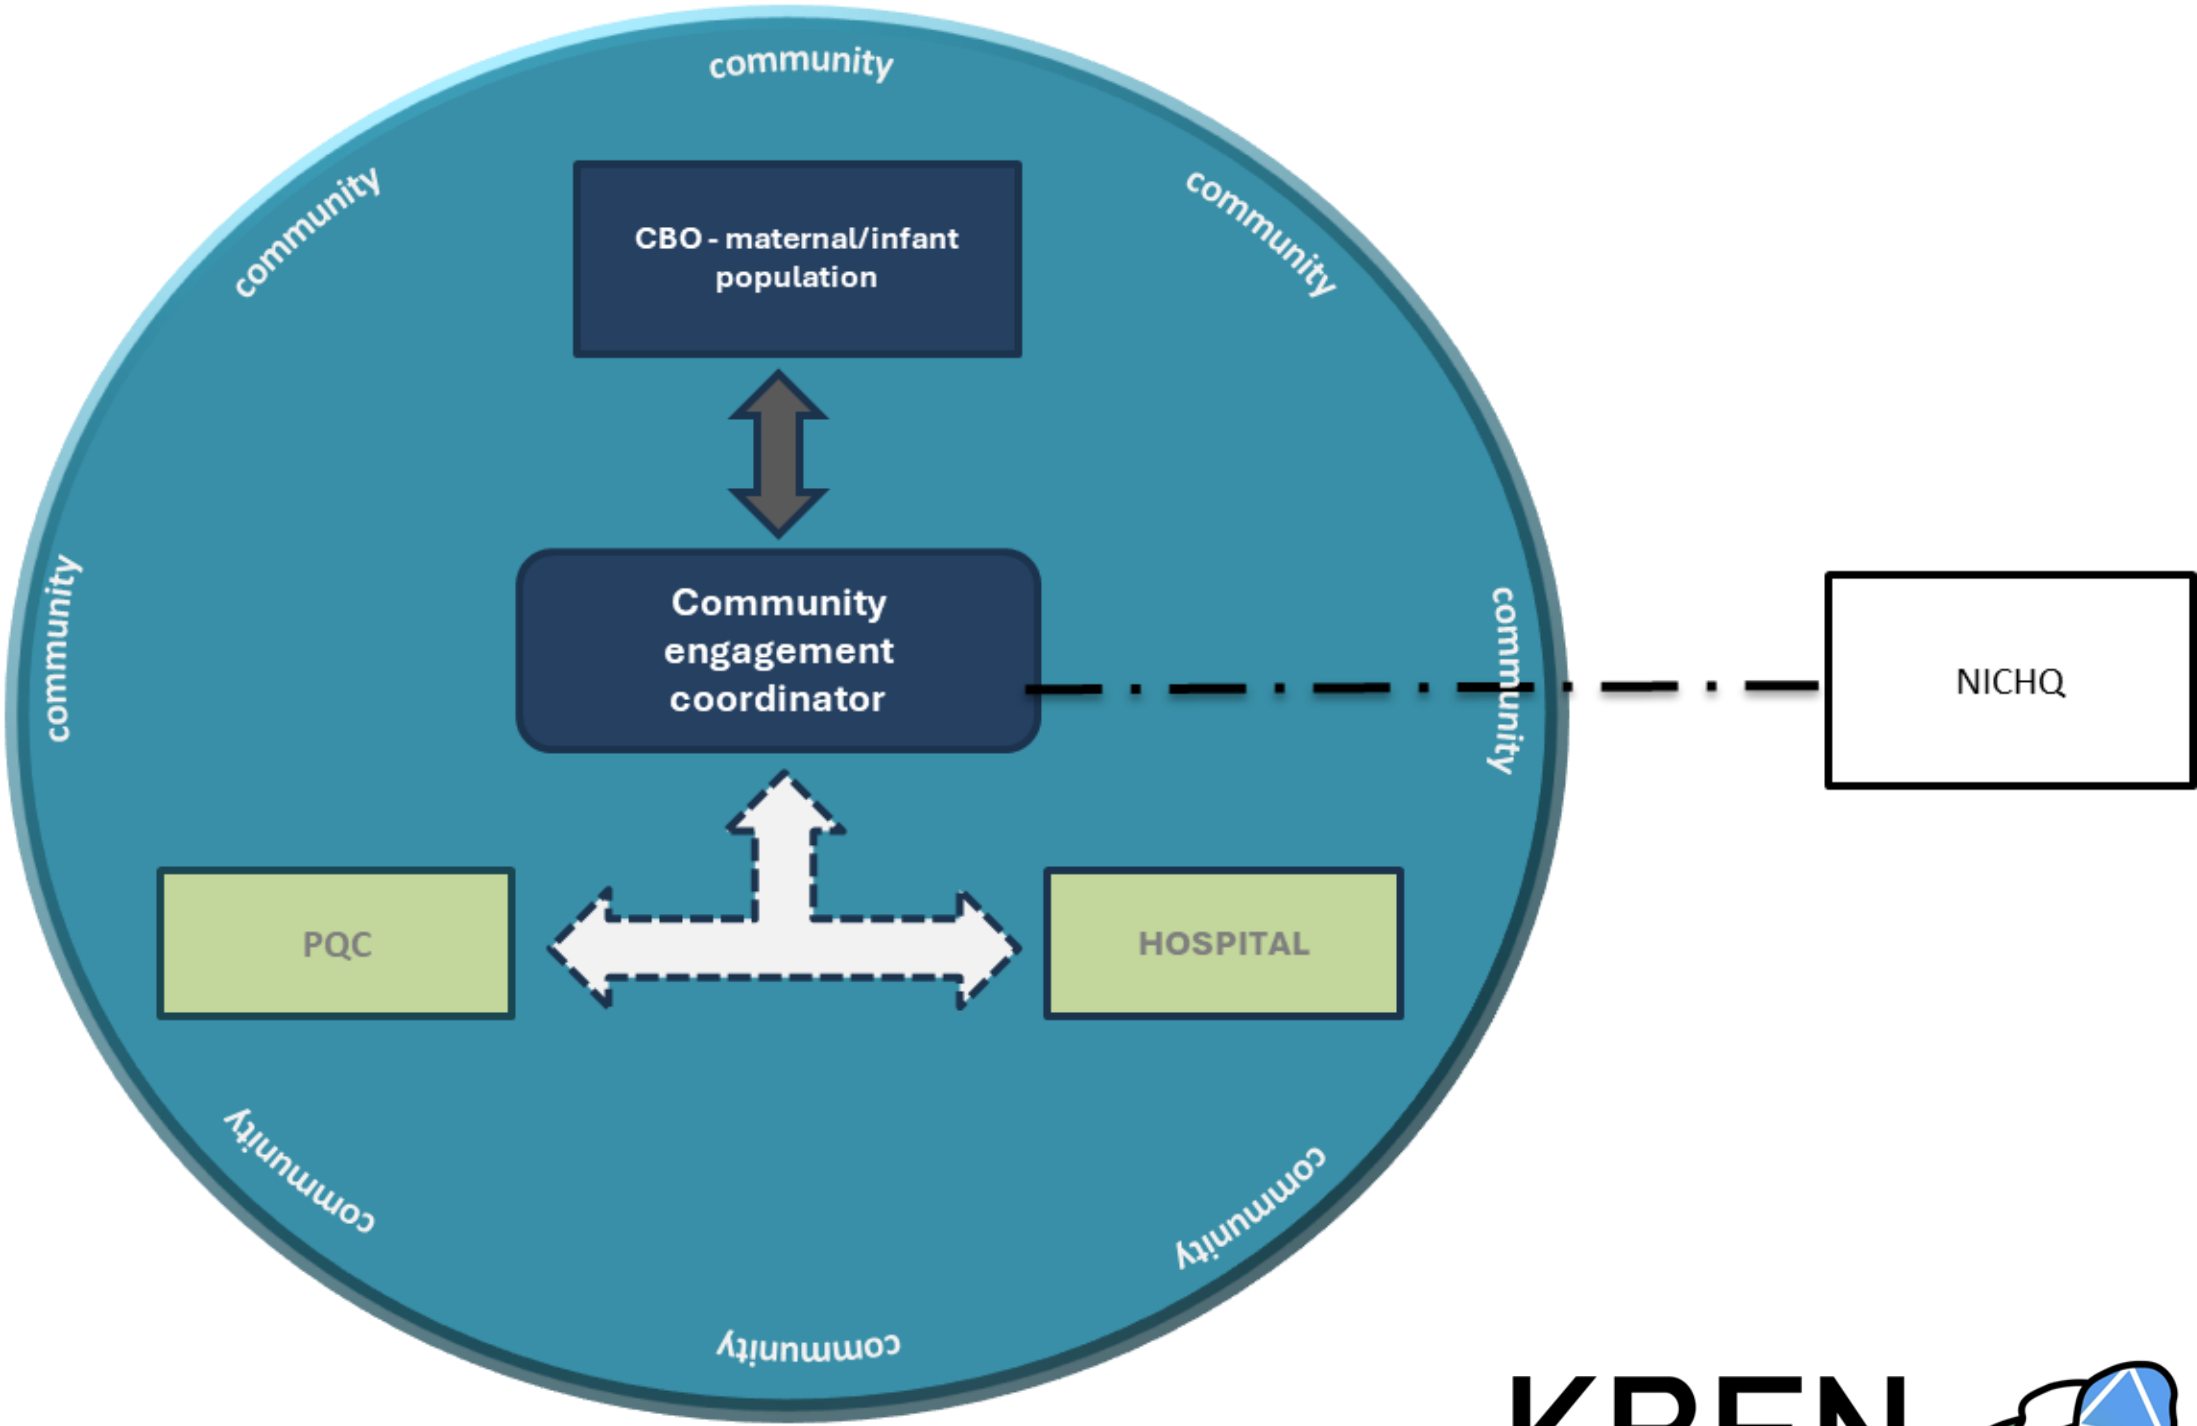 community
community
community
CBO - maternal/infant
population
community
Community
engagement
coordinator
community
NICHQ
PQC
HOSPITAL
community
community
community